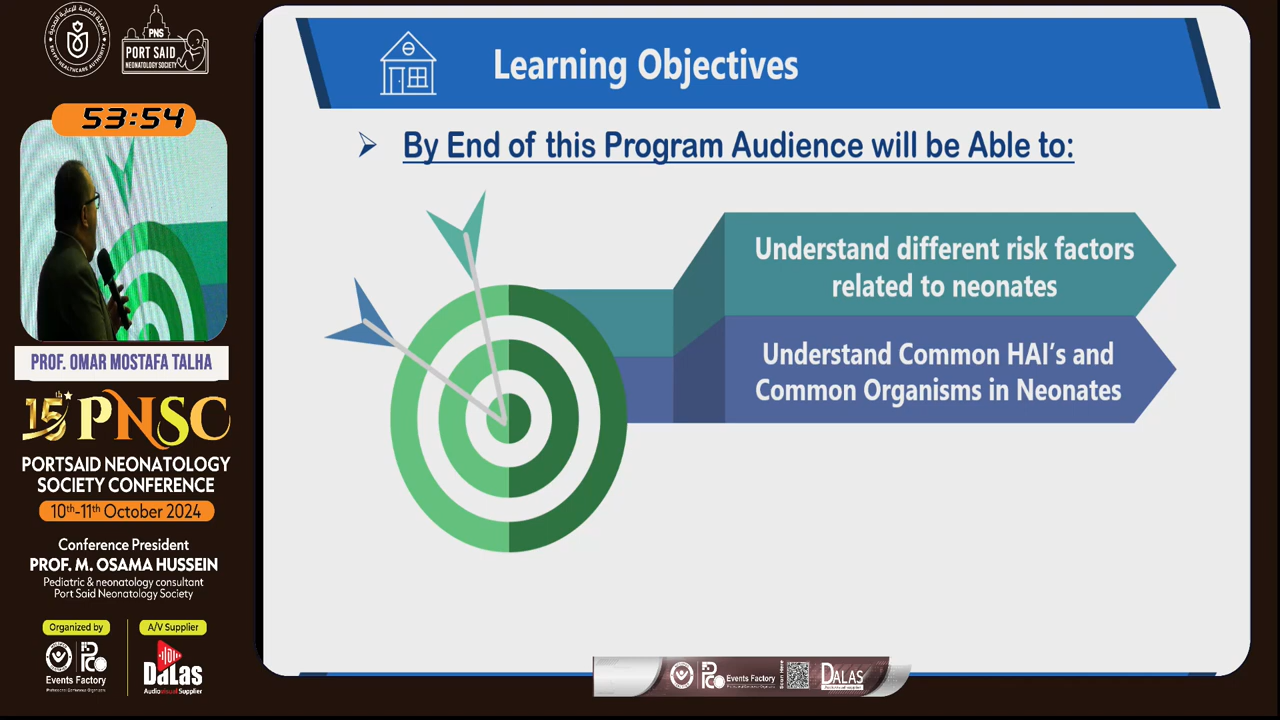 PNS
PORT SAID
NEONATOLOGY SOCIETY
53:54
PROF. OMAR MOSTAFA TALHA
15th PNSC
PORTSAID NEONATOLOGY
SOCIETY CONFERENCE
10th-11th October 2024
Conference President
PROF. M. OSAMA HUSSEIN
Pediatric & neonatology consultant
Port Said Neonatology Society
Organized by
A/V Supplier
Events Factory
DALAS
Audiovisual Supplier
Learning Objectives
By End of this Program Audience will be Able to:
Understand different risk factors
related to neonates
Understand Common HAI's and
Common Organisms in Neonates
Events Factory
DALAS